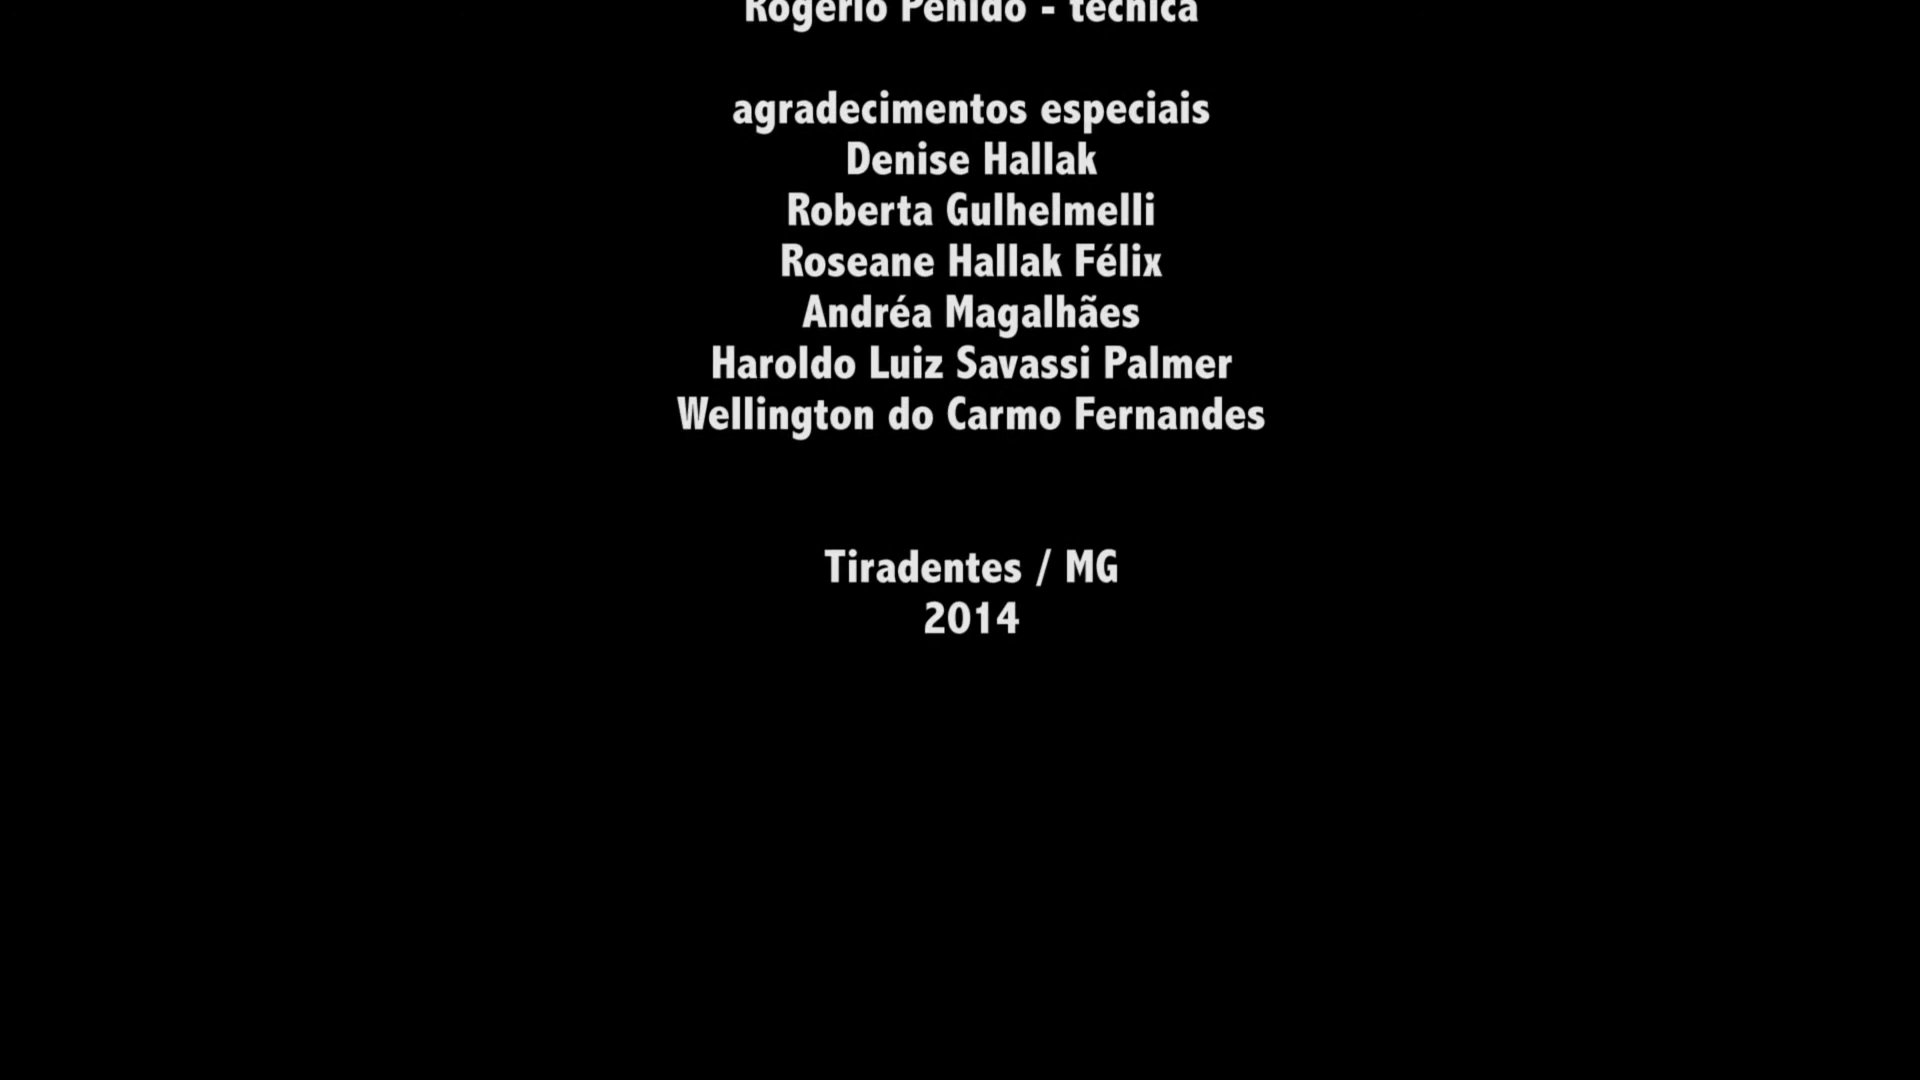 Rogério Penido - técnica
agradecimentos especiais
Denise Hallak
Roberta Gulhelmelli
Roseane Hallak Félix
Andréa Magalhães
Haroldo Luiz Savassi Palmer
Wellington do Carmo Fernandes
Tiradentes / MG
2014